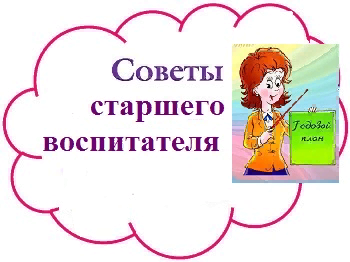 Советы
старшего
воспитателя
Годовой
план